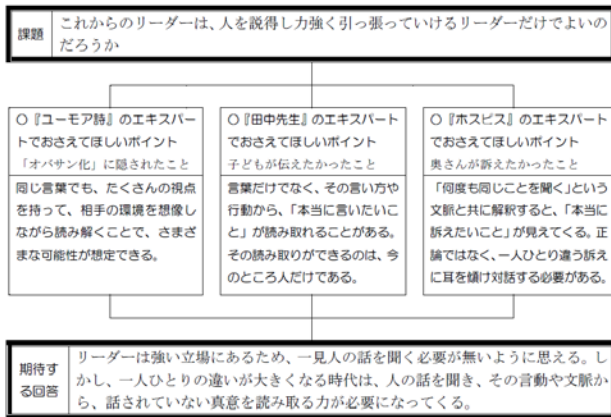 課題
これからのリーダーは、人を説得し力強く引っ張っていけるリーダーだけでよいの
だろうか
○『ユーモア詩』のエキスパー
トでおさえてほしいポイント
「オバサン化」に隠されたこと
同じ言葉でも、たくさんの視点
を持って、相手の環境を想像し
ながら読み解くことで、さまざ
まな可能性が想定できる。
○『田中先生』のエキスパート
でおさえてほしいポイント
子どもが伝えたかったこと
言葉だけでなく、その言い方や
行動から、「本当に言いたいこ
と」が読み取れることがある。
その読み取りができるのは、今
のところ人だけである。
○『ホスピス』のエキスパート
でおさえてほしいポイント
奥さんが訴えたかったこと
「何度も同じことを聞く」という
文脈と共に解釈すると、「本当に
訴えたいこと」が見えてくる。正
論ではなく、一人ひとり違う訴え
に耳を傾け対話する必要がある。
期待す
る回答
リーダーは強い立場にあるため、一見人の話を聞く必要が無いように思える。し
かし、一人ひとりの違いが大きくなる時代は、人の話を聞き、その言動や文脈か
ら、話されていない真意を読み取る力が必要になってくる。